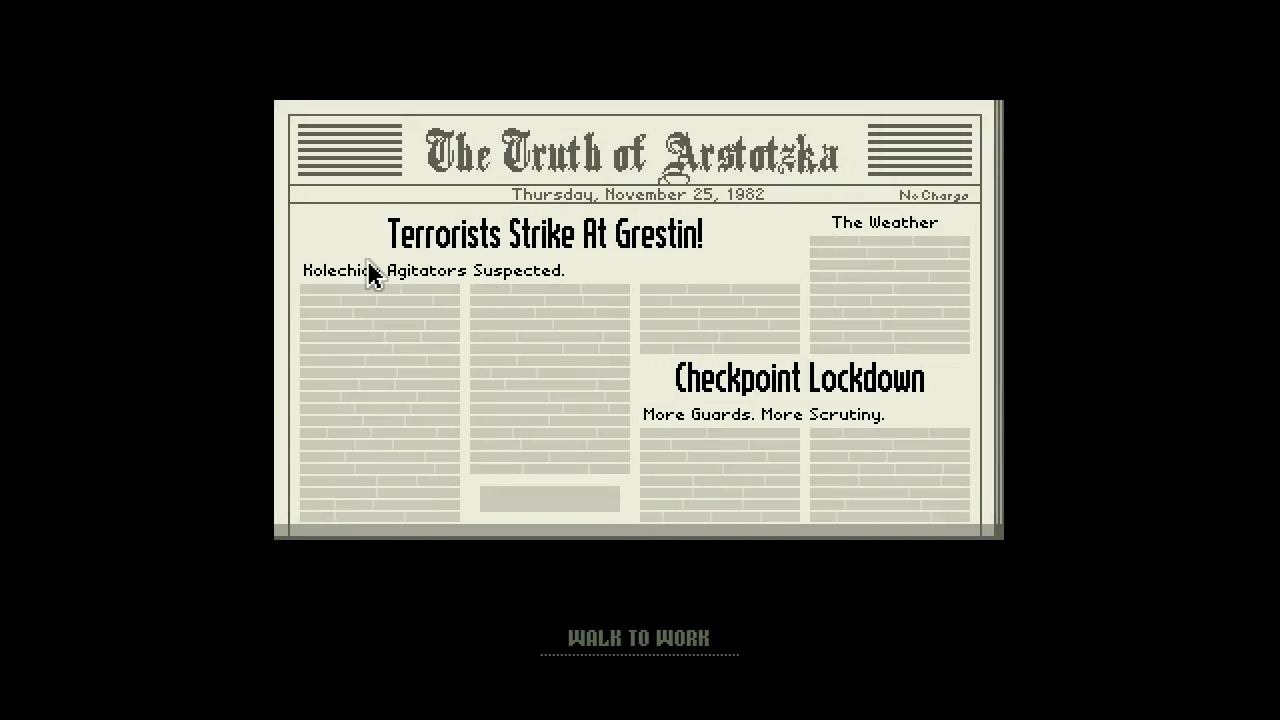 The Truth of Arstotzka
Thursday, November 25, 1982
No Charge
Terrorists Strike At Grestin!
Agitators Suspected.
The Weather
Checkpoint Lockdown
More Guards. More Scrutiny.
WALK TO WORK